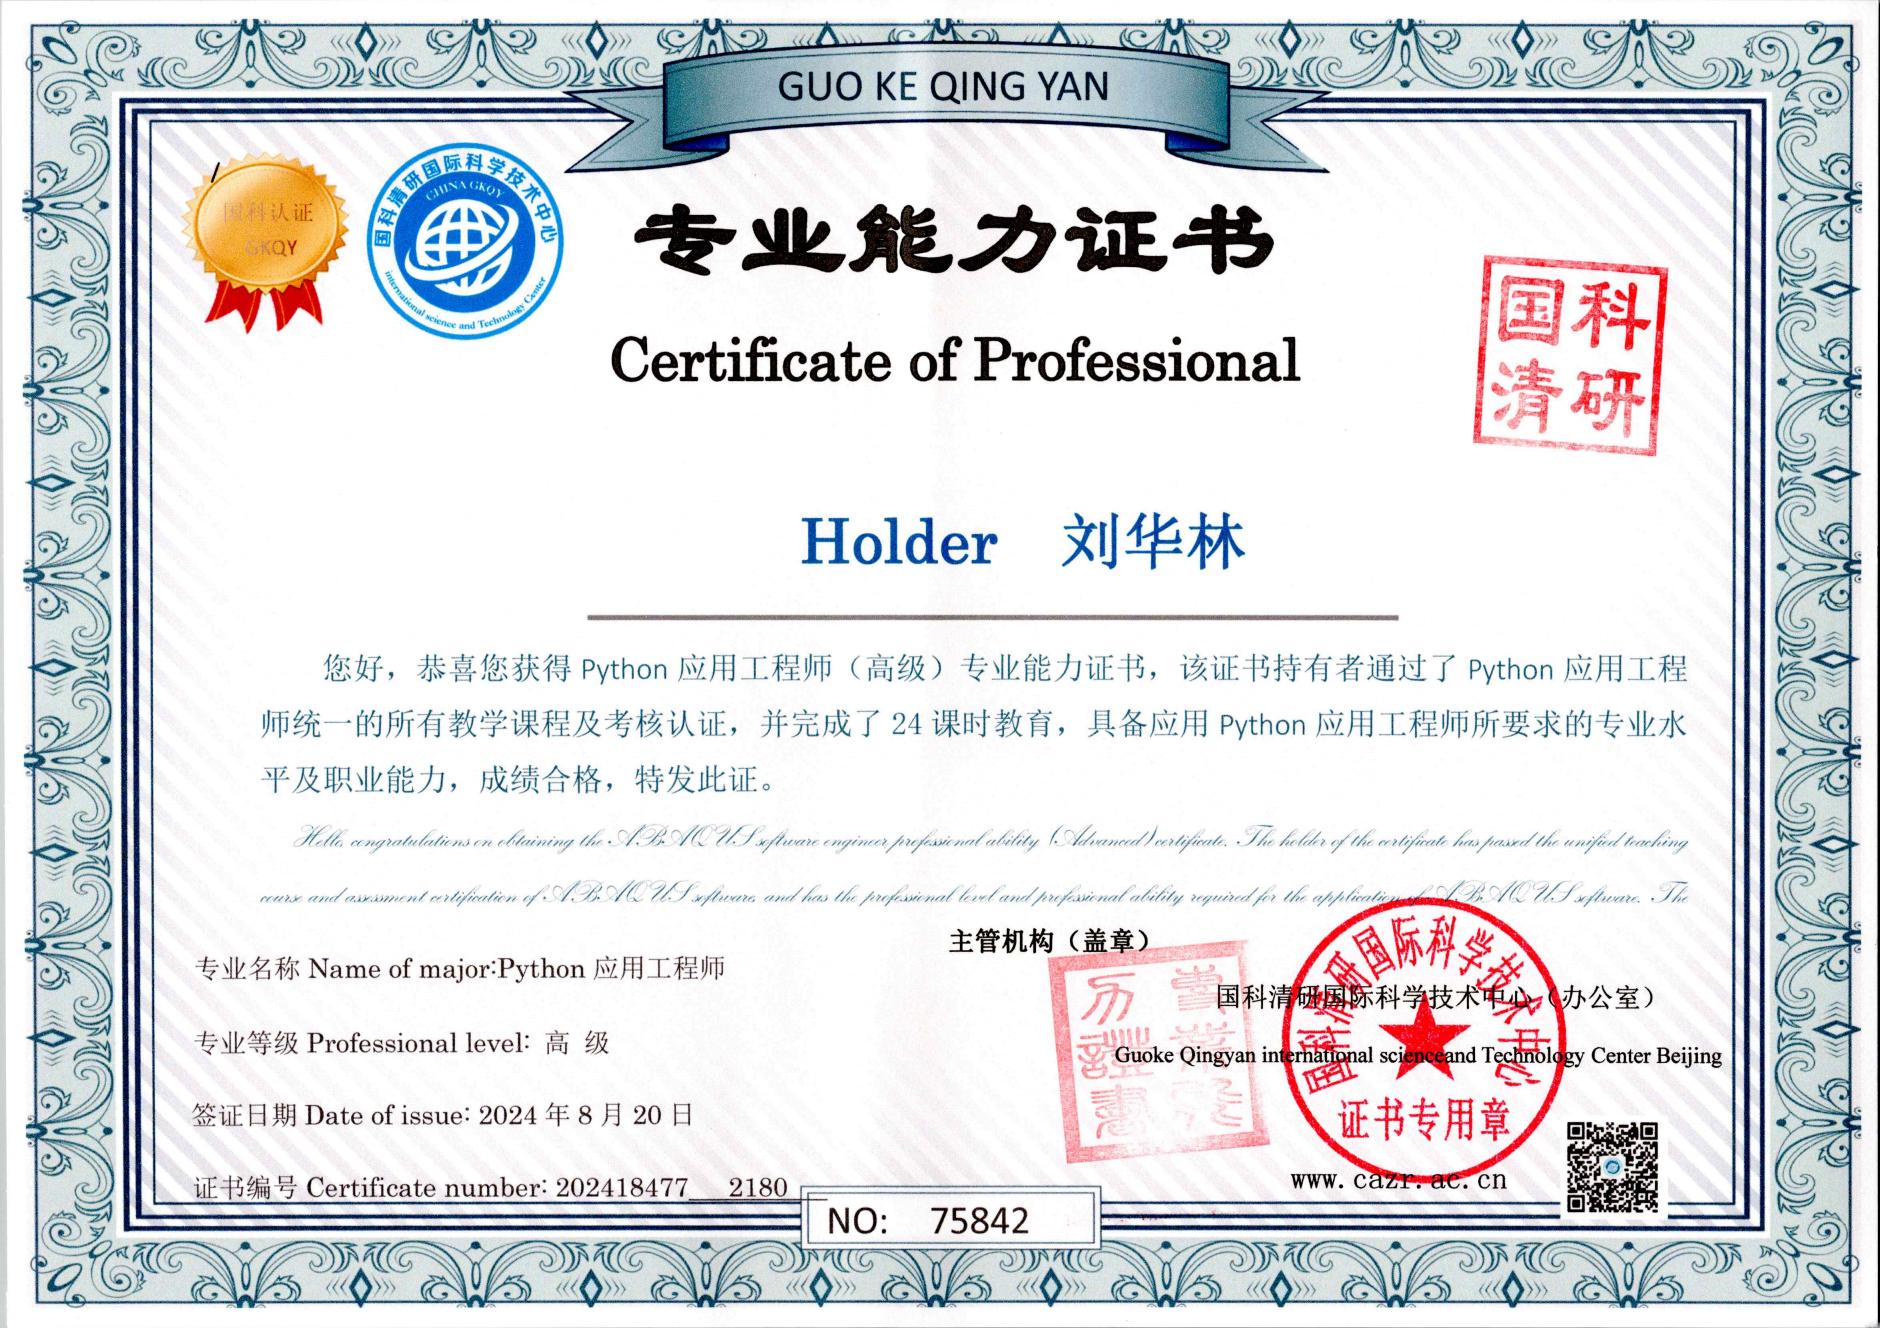 GUO KE QING YAN
国科认证
GKQY
国科清研国际科学技术中心
CHINA GKQY
international science and Technology Center
专业能力证书
Certificate of Professional
国科
清研
Holder 刘华林
您好，恭喜您获得 Python 应用工程师（高级）专业能力证书，该证书持有者通过了 Python 应用工程
师统一的所有教学课程及考核认证，并完成了 24 课时教育，具备应用 Python 应用工程师所要求的专业水
平及职业能力，成绩合格，特发此证。
Hello, congratulations on obtaining the ABAQUS software engineer professional ability (Advanced) certificate. The holder of the certificate has passed the unified teaching
course and assessment certification of ABAQUS software, and has the professional level and professional ability required for the application of ABAQUS software. The
主管机构（盖章）
专业名称 Name of major:Python 应用工程师
国科清研国际科学技术中心（办公室）
专业等级 Professional level: 高 级
Guoke Qingyan international scienceand Technology Center Beijing
国科清研国际科学技术中心
证书专用章
签证日期 Date of issue: 2024 年 8 月 20 日
www.cazr.ac.cn
证书编号 Certificate number: 202418477 2180
NO: 75842